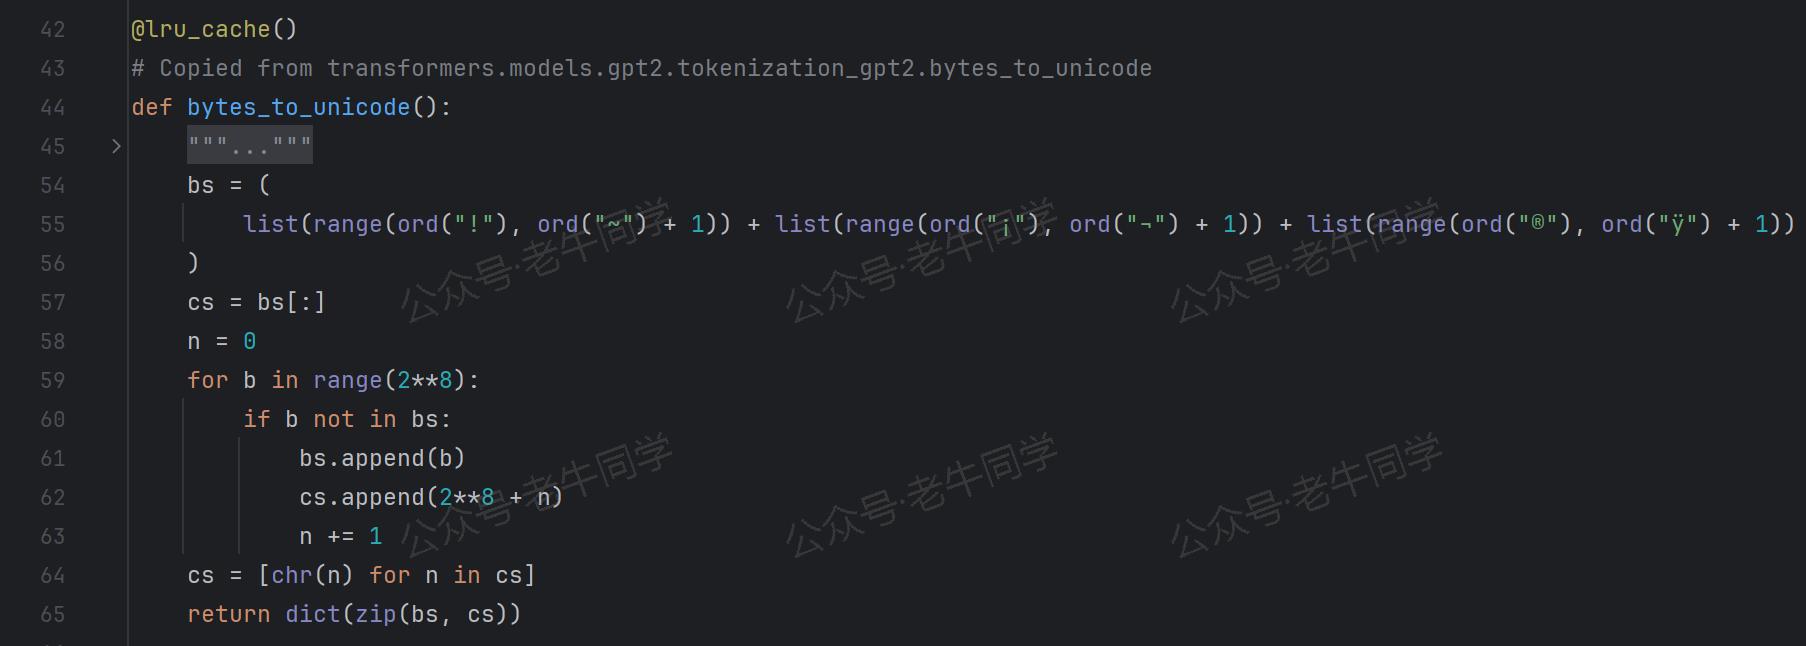 42 @lru_cache()
43 # Copied from transformers.models.gpt2.tokenization_gpt2.bytes_to_unicode
44 def bytes_to_unicode():
45 """..."""
54 bs = (
55 list(range(ord("!"), ord("~") + 1)) + list(range(ord("¡"), ord("¬") + 1)) + list(range(ord("®"), ord("ÿ") + 1))
56 )
57 cs = bs[:]
58 n = 0
59 for b in range(2**8):
60 if b not in bs:
61 bs.append(b)
62 cs.append(2**8 + n)
63 n += 1
64 cs = [chr(n) for n in cs]
65 return dict(zip(bs, cs))
公众号·老牛同学
公众号·老牛同学
公众号·老牛同学
公众号·老牛同学
公众号·老牛同学
公众号·老牛同学